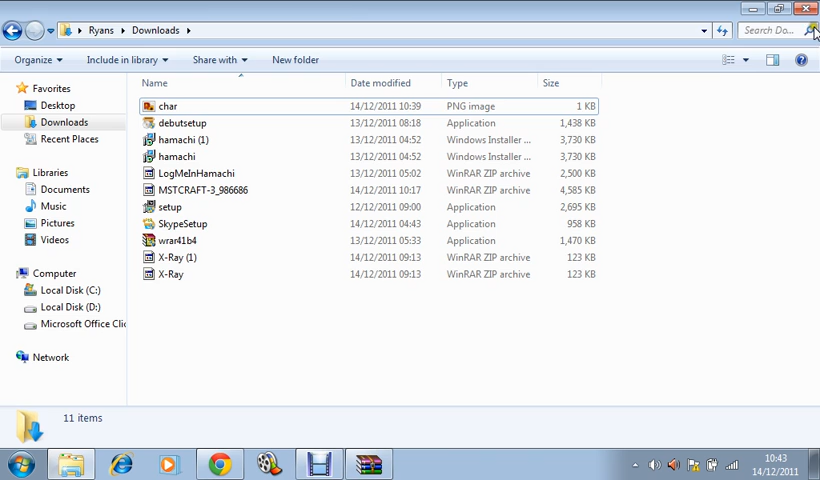 Ryans Downloads
Search Do...
Organize Include in library Share with New folder
Favorites
Desktop
Downloads
Recent Places
Libraries
Documents
Music
Pictures
Videos
Computer
Local Disk (C:)
Local Disk (D:)
Microsoft Office Clic
Network
Name Date modified Type Size
char 14/12/2011 10:39 PNG image 1 KB
debutsetup 13/12/2011 08:18 Application 1,438 KB
hamachi (1) 13/12/2011 04:52 Windows Installer ... 3,730 KB
hamachi 13/12/2011 04:52 Windows Installer ... 3,730 KB
LogMeInHamachi 13/12/2011 05:02 WinRAR ZIP archive 2,500 KB
MSTCRAFT-3_986686 14/12/2011 10:17 WinRAR ZIP archive 4,585 KB
setup 12/12/2011 09:00 Application 2,695 KB
SkypeSetup 14/12/2011 04:43 Application 958 KB
wrar41b4 13/12/2011 05:33 Application 1,470 KB
X-Ray (1) 14/12/2011 09:13 WinRAR ZIP archive 123 KB
X-Ray 14/12/2011 09:13 WinRAR ZIP archive 123 KB
11 items
10:43
14/12/2011